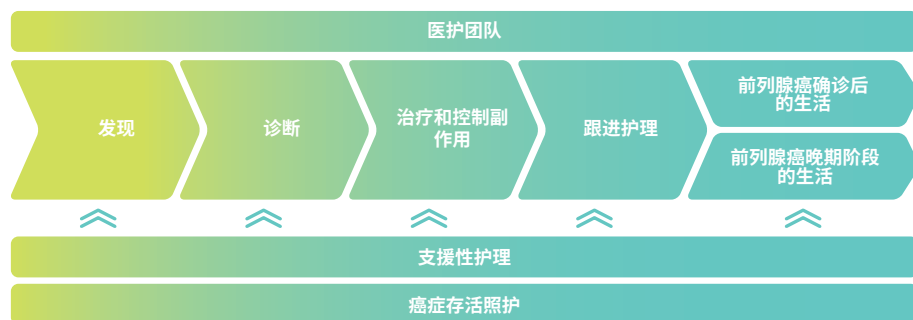 医护团队
发现
诊断
治疗和控制副
作用
跟进护理
前列腺癌确诊后
的生活
前列腺癌晚期阶段
的生活
支援性护理
癌症存活照护